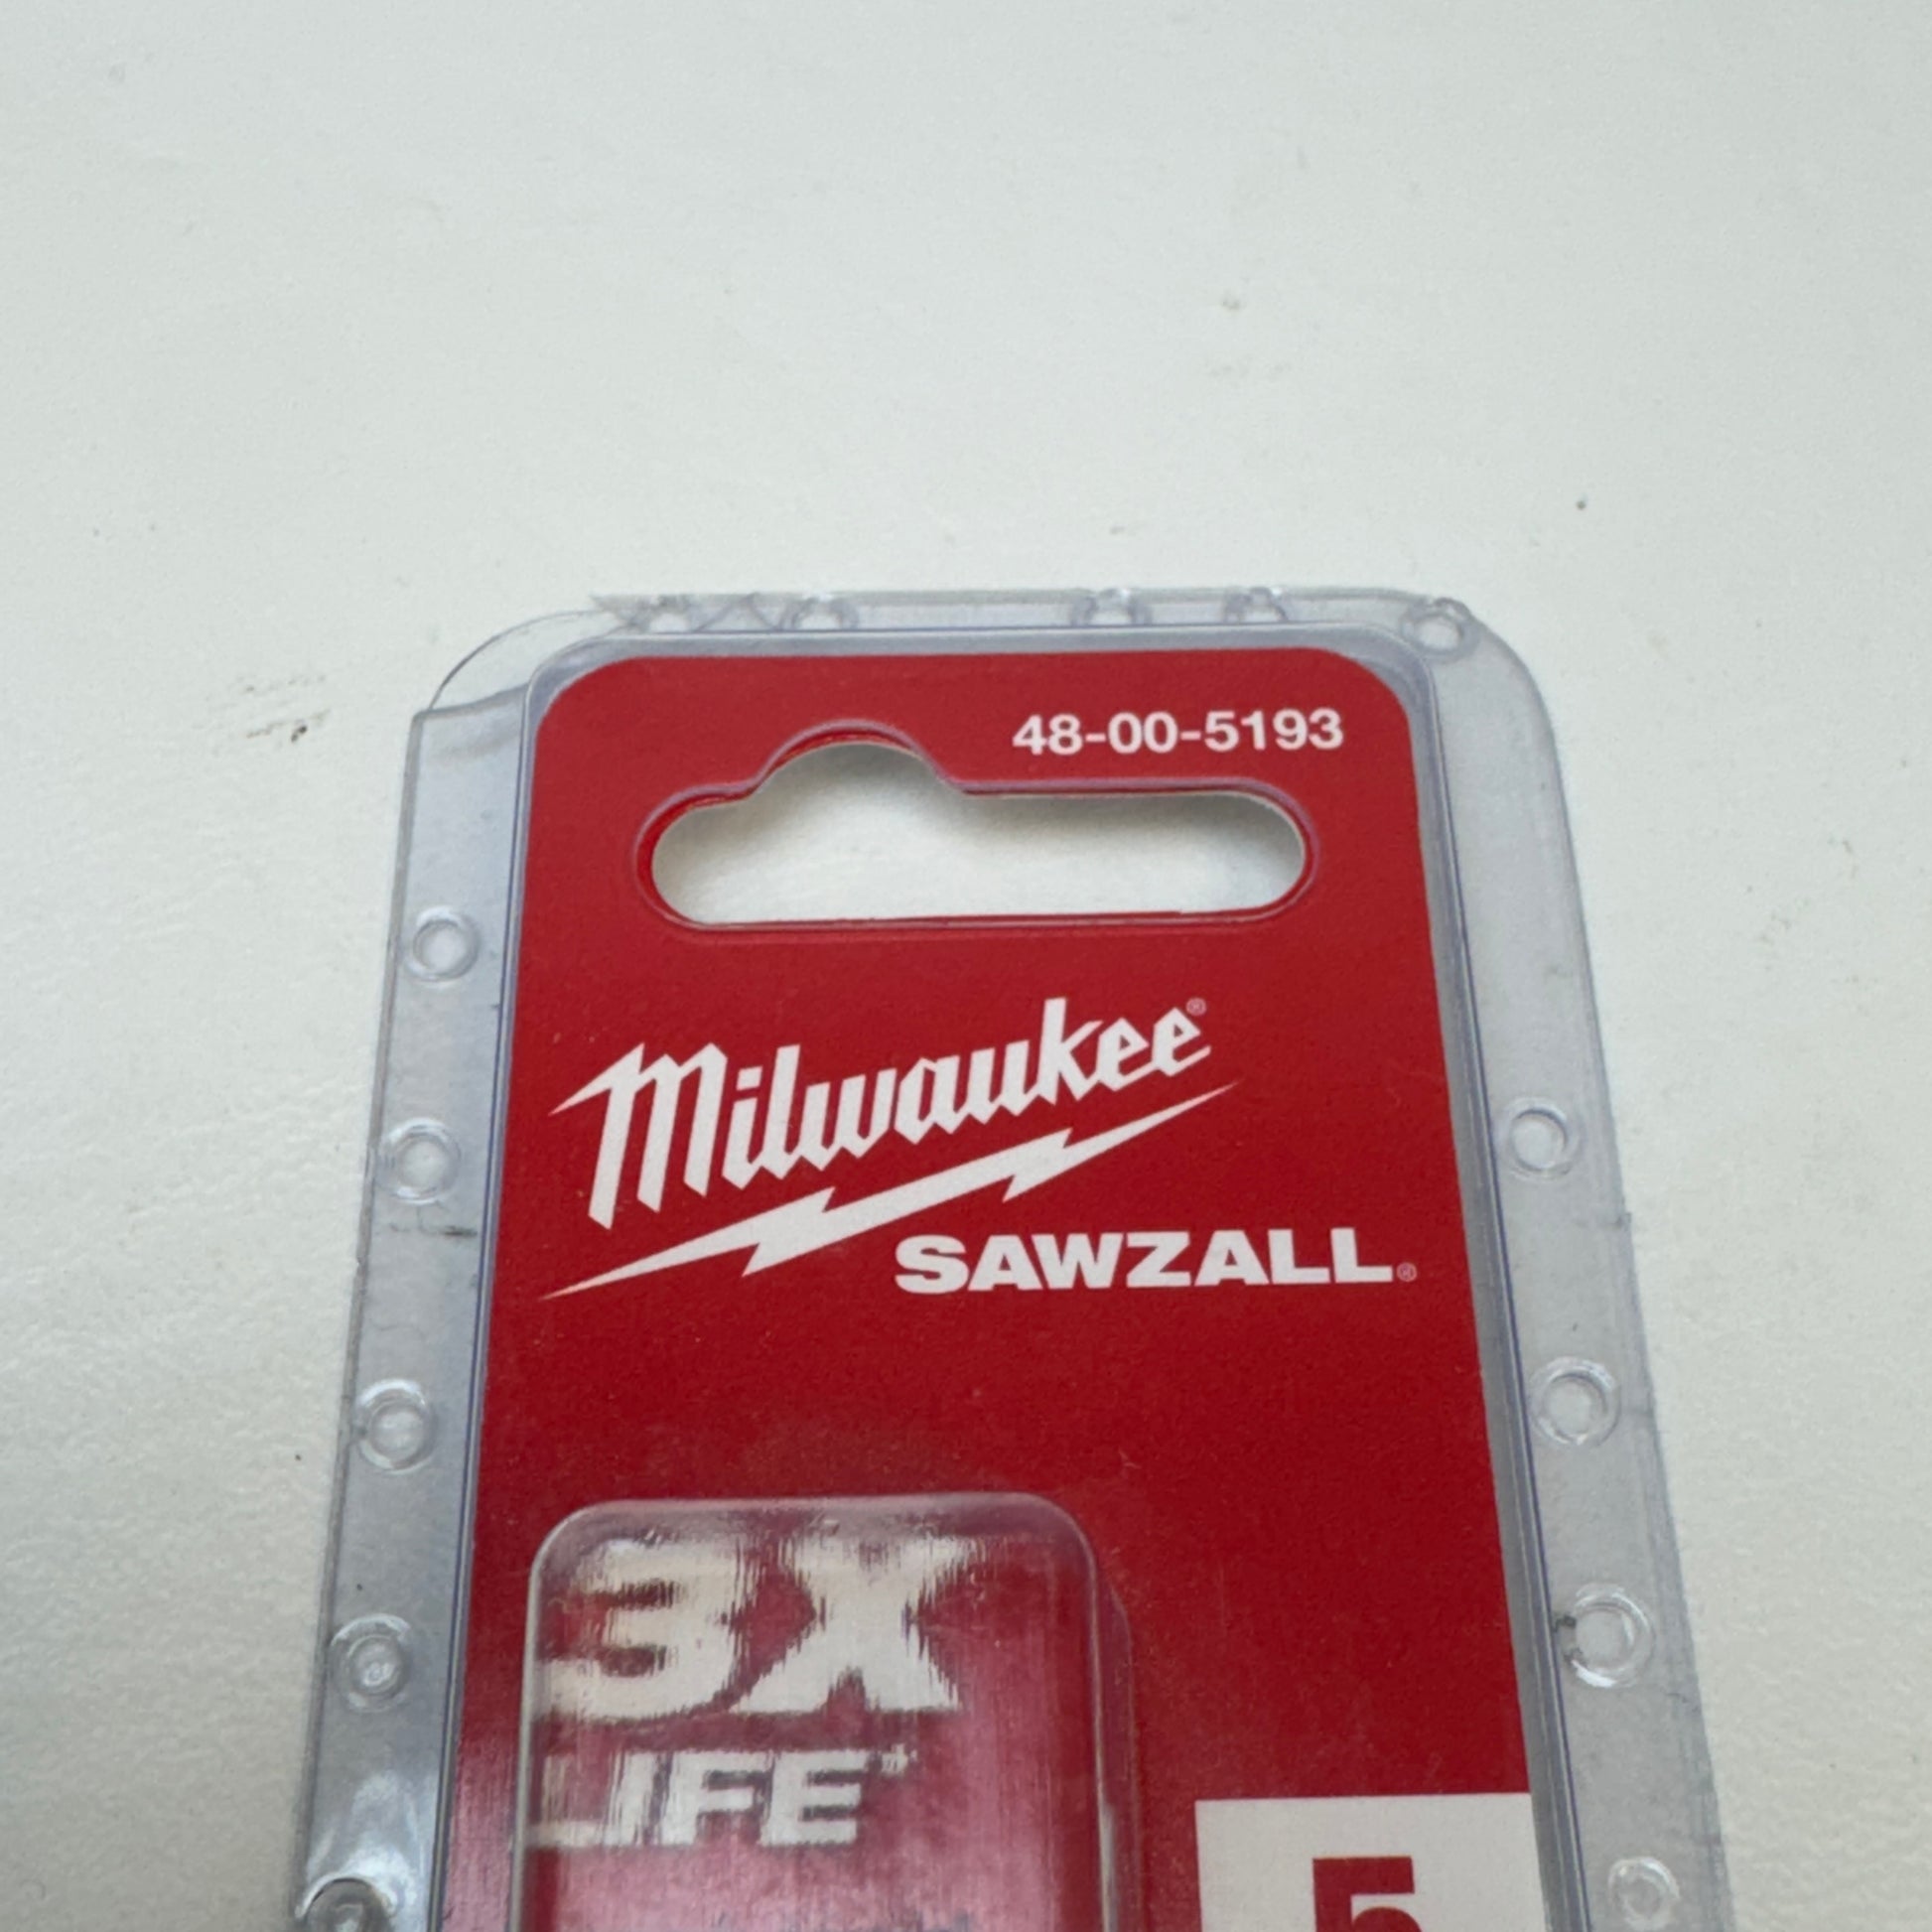 48-00-5193
Milwaukee®
SAWZALL®
3X
LIFE+
5